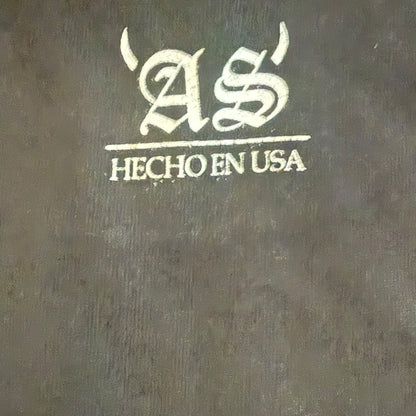 AS
HECHO EN USA